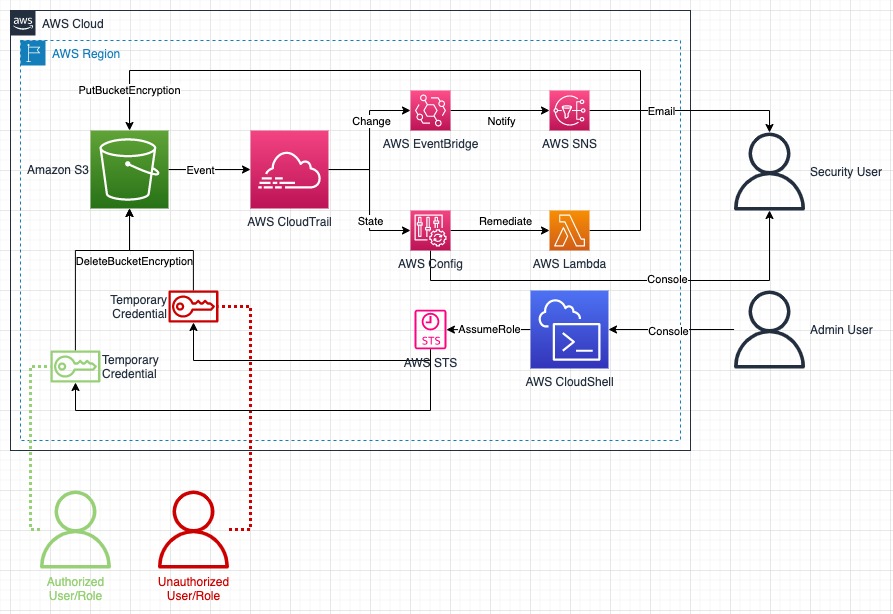 aws
AWS Cloud
AWS Region
PutBucketEncryption
Change
AWS EventBridge
Notify
AWS SNS
Email
Amazon S3
Event
AWS CloudTrail
Security User
State
AWS Config
Remediate
AWS Lambda
DeleteBucketEncryption
Console
Temporary
Credential
STS
AWS STS
AssumeRole
AWS CloudShell
Console
Admin User
Temporary
Credential
Authorized
User/Role
Unauthorized
User/Role